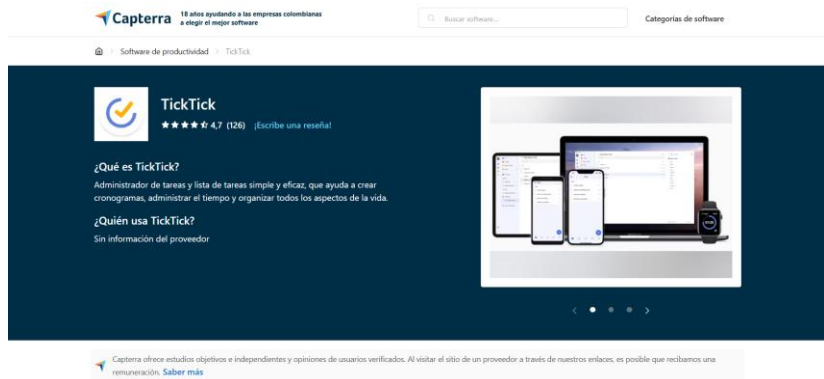 Capterra
18 años ayudando a las empresas colombianas
a elegir el mejor software
Buscar software...
Categorías de software
Software de productividad > TickTick
TickTick
4,7 (126) ¡Escribe una reseña!
¿Qué es TickTick?
Administrador de tareas y lista de tareas simple y eficaz, que ayuda a crear
cronogramas, administrar el tiempo y organizar todos los aspectos de la vida.
¿Quién usa TickTick?
Sin información del proveedor
Capterra ofrece estudios objetivos e independientes y opiniones de usuarios verificados. Al visitar el sitio de un proveedor a través de nuestros enlaces, es posible que recibamos una
remuneración. Saber más